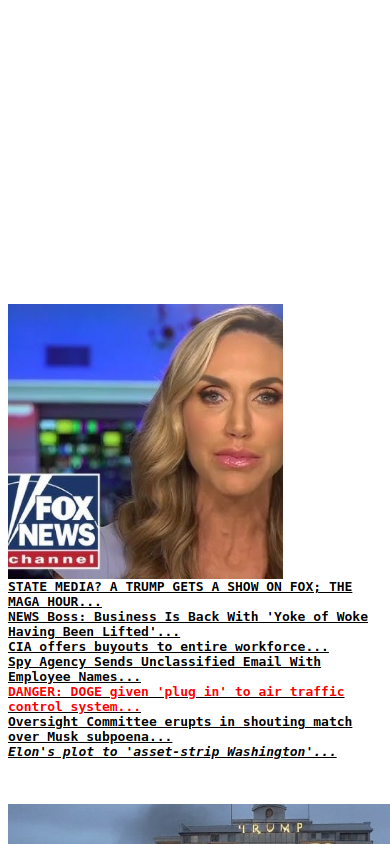 FOX
NEWS
channel
STATE MEDIA? A TRUMP GETS A SHOW ON FOX; THE
MAGA HOUR...
NEWS Boss: Business Is Back With 'Yoke of Woke
Having Been Lifted'...
CIA offers buyouts to entire workforce...
Spy Agency Sends Unclassified Email With
Employee Names...
DANGER: DOGE given 'plug in' to air traffic
control system...
Oversight Committee erupts in shouting match
over Musk subpoena...
Elon's plot to 'asset-strip Washington'...
TRUMP